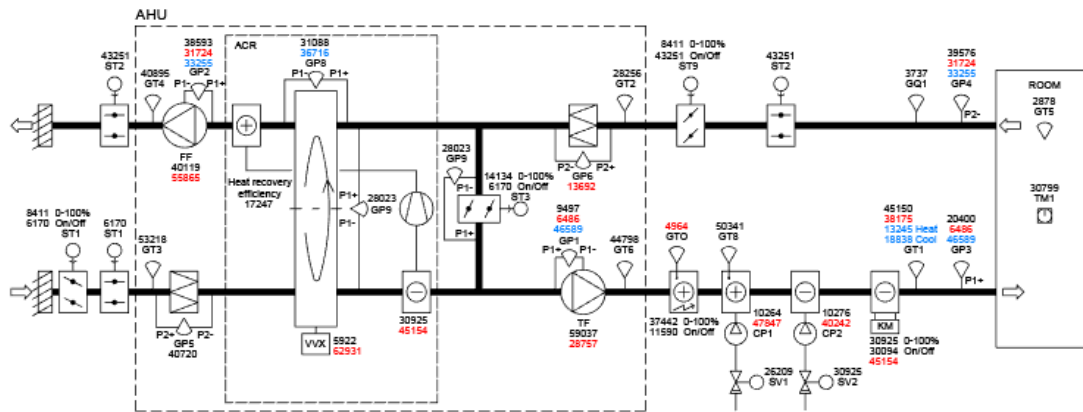 AHU
ACR
43251
ST2
40895
GT4
38593
31724
33255
GP2
P1- P1+
31088
36716
GP8
P1- P1+
28256
GT2
8411 0-100%
43251 On/Off
ST9
43251
ST2
3737
GQ1
39576
31724
33255
GP4
P2-
ROOM
2878
GT5
30799
TM1
FF
40119
55865
Heat recovery
efficiency
17247
P1+
P1-
28023
GP9
28023
GP9
P1-
P1+
14134 0-100%
6170 On/Off
ST3
P2- P2+
GP6
13692
8411 0-100%
6170 On/Off
ST1
6170
ST1
53218
GT3
P2+ P2-
GP5
40720
VVX
5922
62931
30925
45154
9497
6486
46589
GP1
P1+ P1-
TF
59037
28757
44798
GT6
4964
GTO
37442 0-100%
11590 On/Off
50341
GT8
10264
47847
CP1
26209
SV1
10276
40242
CP2
30925
SV2
KM
30925 0-100%
30094 On/Off
45154
45150
38175
13245 Heat
18838 Cool
GT1
20400
6486
46589
GP3
P1+